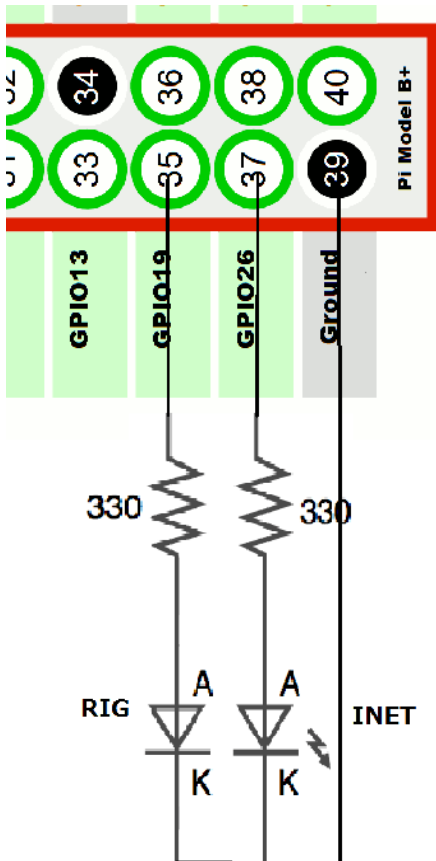 34
36
38
40
33
35
37
39
Pi Model B+
GPIO13
GPIO19
GPIO26
Ground
330
330
A
A
RIG
INET
K
K